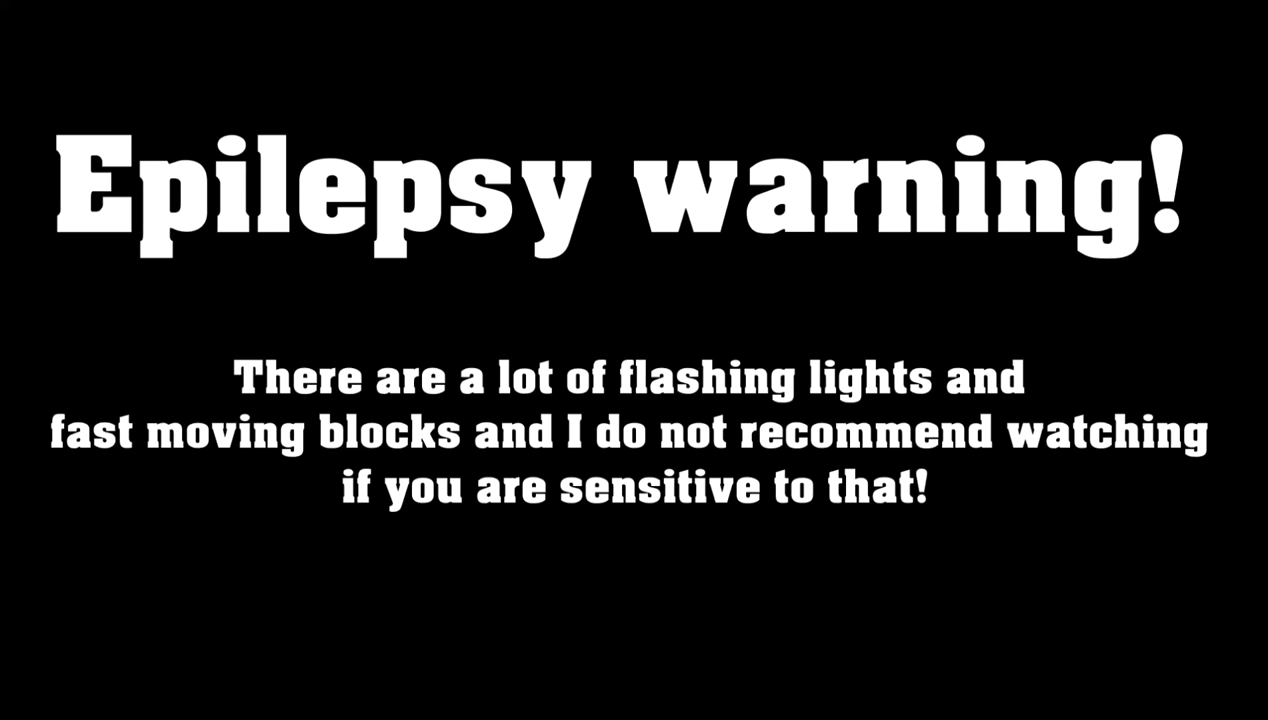 Epilepsy warning!
There are a lot of flashing lights and
fast moving blocks and I do not recommend watching
if you are sensitive to that!